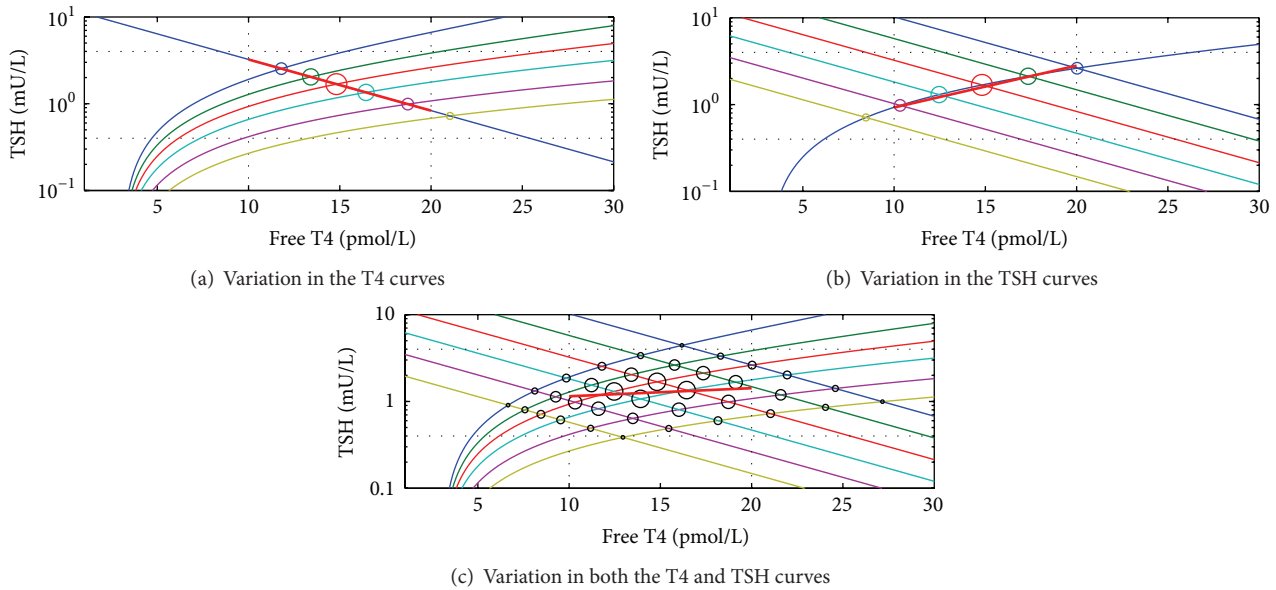 10¹
10⁰
10⁻¹
TSH (mU/L)
5 10 15 20 25 30
Free T4 (pmol/L)
(a) Variation in the T4 curves
10¹
10⁰
10⁻¹
TSH (mU/L)
5 10 15 20 25 30
Free T4 (pmol/L)
(b) Variation in the TSH curves
10
1
0.1
TSH (mU/L)
5 10 15 20 25 30
Free T4 (pmol/L)
(c) Variation in both the T4 and TSH curves